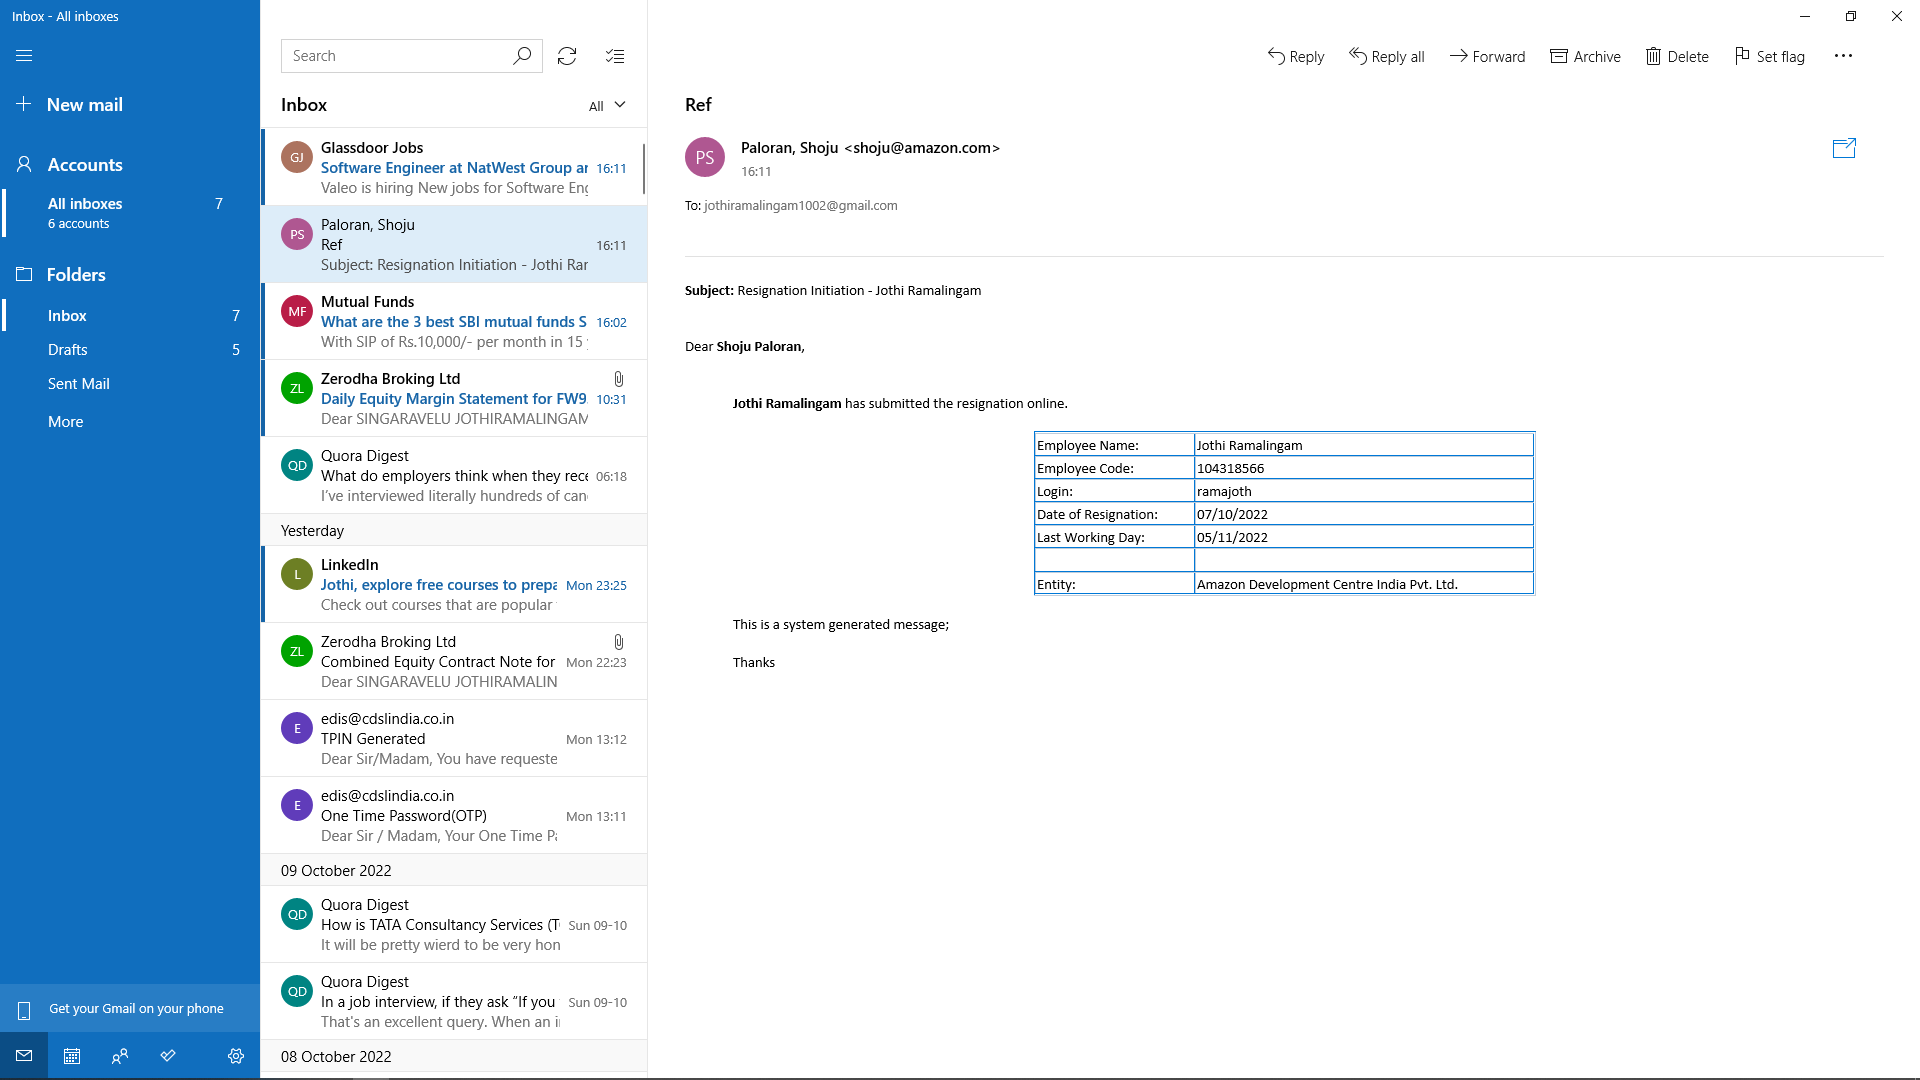 Inbox - All inboxes
New mail
Accounts
All inboxes 7
6 accounts
Folders
Inbox 7
Drafts 5
Sent Mail
More
Get your Gmail on your phone
Search
Inbox
All
GJ
Glassdoor Jobs
Software Engineer at NatWest Group ar 16:11
Valeo is hiring New jobs for Software Eng
PS
Paloran, Shoju
Ref 16:11
Subject: Resignation Initiation - Jothi Rar
MF
Mutual Funds
What are the 3 best SBI mutual funds S 16:02
With SIP of Rs.10,000/- per month in 15
ZL
Zerodha Broking Ltd
Daily Equity Margin Statement for FW9. 10:31
Dear SINGARAVELU JOTHIRAMALINGAM
QD
Quora Digest
What do employers think when they rece 06:18
I've interviewed literally hundreds of can
Yesterday
L
LinkedIn
Jothi, explore free courses to prepa Mon 23:25
Check out courses that are popular
ZL
Zerodha Broking Ltd
Combined Equity Contract Note for Mon 22:23
Dear SINGARAVELU JOTHIRAMALIN
E
edis@cdslindia.co.in
TPIN Generated Mon 13:12
Dear Sir/Madam, You have requeste
E
edis@cdslindia.co.in
One Time Password(OTP) Mon 13:11
Dear Sir / Madam, Your One Time Pa
09 October 2022
QD
Quora Digest
How is TATA Consultancy Services (T Sun 09-10
It will be pretty wierd to be very hon
QD
Quora Digest
In a job interview, if they ask “If you Sun 09-10
That's an excellent query. When an i
08 October 2022
Reply Reply all Forward Archive Delete Set flag
Ref
PS
Paloran, Shoju <shoju@amazon.com>
16:11
To: jothiramalingam1002@gmail.com
Subject: Resignation Initiation - Jothi Ramalingam
Dear Shoju Paloran,
Jothi Ramalingam has submitted the resignation online.
Employee Name: Jothi Ramalingam
Employee Code: 104318566
Login: ramajoth
Date of Resignation: 07/10/2022
Last Working Day: 05/11/2022
Entity: Amazon Development Centre India Pvt. Ltd.
This is a system generated message;
Thanks